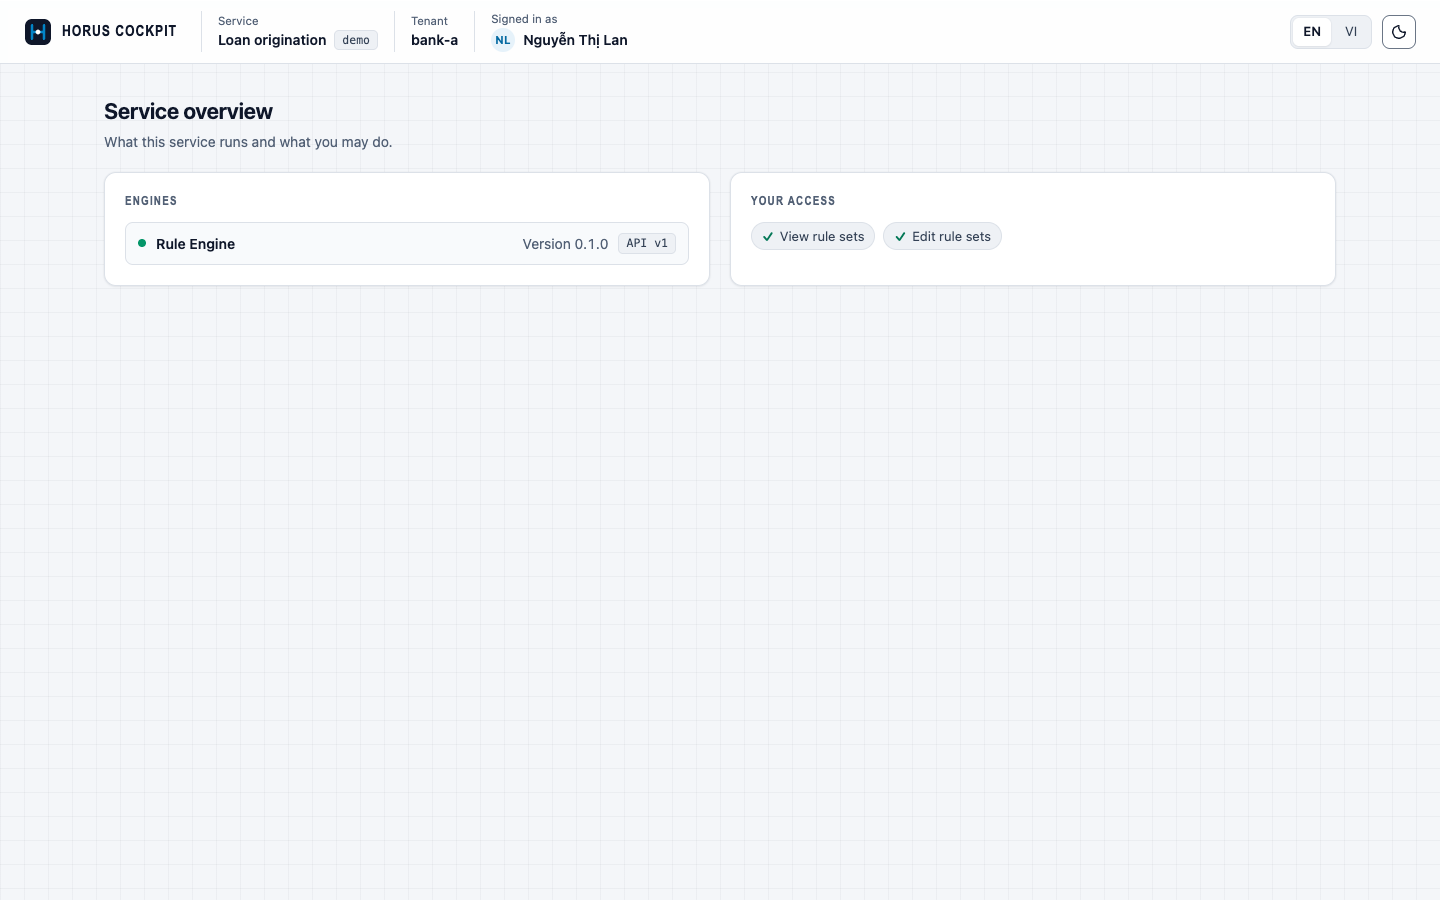 HORUS COCKPIT
Service
Loan origination demo
Tenant
bank-a
Signed in as
NL Nguyễn Thị Lan
EN VI
Service overview
What this service runs and what you may do.
ENGINES
Rule Engine Version 0.1.0 API v1
YOUR ACCESS
View rule sets Edit rule sets